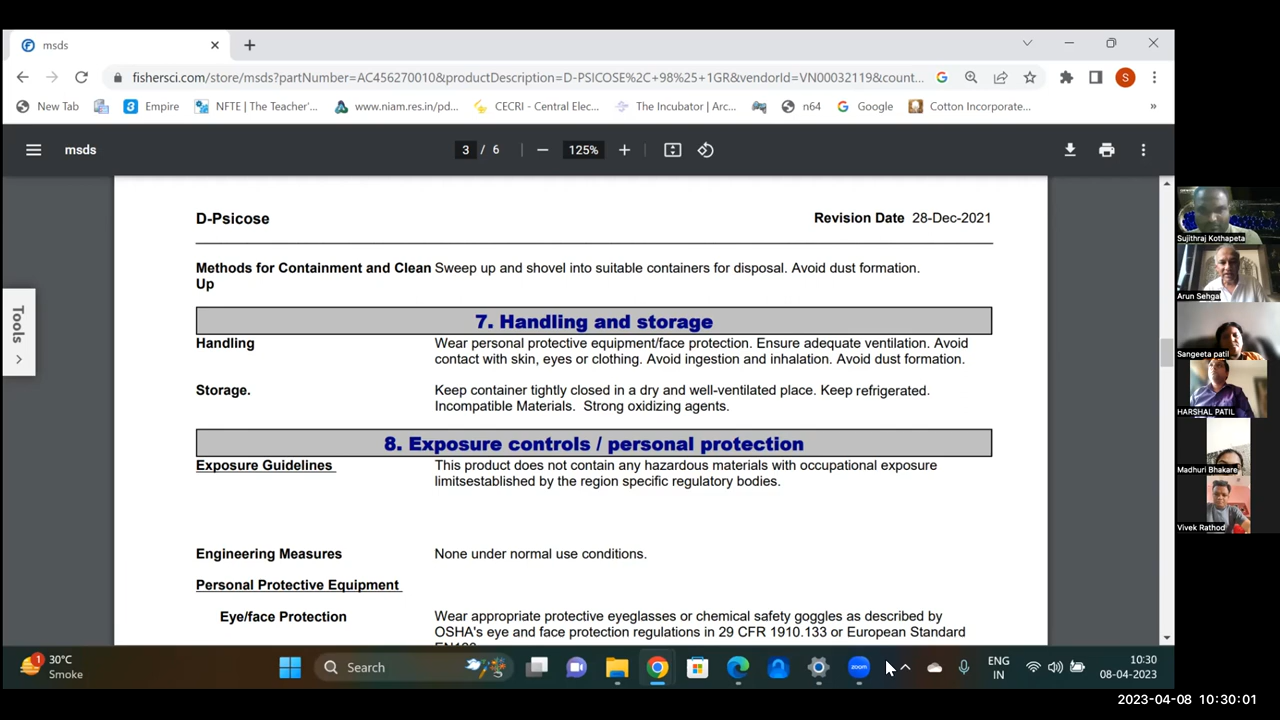 msds
fishersci.com/store/msds?partNumber=AC456270010&productDescription=D-PSICOSE%2C+98%25+1GR&vendorId=VN00032119&count...
S
New Tab
Empire
NFTE | The Teacher'...
www.niam.res.in/pd...
CECRI - Central Elec...
The Incubator | Arc...
x64
Google
Cotton Incorporate...
»
msds
3 / 6
125%
D-Psicose
Revision Date 28-Dec-2021
Methods for Containment and Clean Sweep up and shovel into suitable containers for disposal. Avoid dust formation.
Up
7. Handling and storage
Handling
Wear personal protective equipment/face protection. Ensure adequate ventilation. Avoid
contact with skin, eyes or clothing. Avoid ingestion and inhalation. Avoid dust formation.
Storage.
Keep container tightly closed in a dry and well-ventilated place. Keep refrigerated.
Incompatible Materials. Strong oxidizing agents.
8. Exposure controls / personal protection
Exposure Guidelines
This product does not contain any hazardous materials with occupational exposure
limitsestablished by the region specific regulatory bodies.
Engineering Measures
None under normal use conditions.
Personal Protective Equipment
Eye/face Protection
Wear appropriate protective eyeglasses or chemical safety goggles as described by
OSHA's eye and face protection regulations in 29 CFR 1910.133 or European Standard
Tools
Sujithraj Kothapeta
Arun Sehgal
Sangeeta patil
HARSHAL PATIL
Madhuri Bhakare
Vivek Rathod
1
30°C
Smoke
Search
zoom
ENG
IN
10:30
08-04-2023
2023-04-08 10:30:01